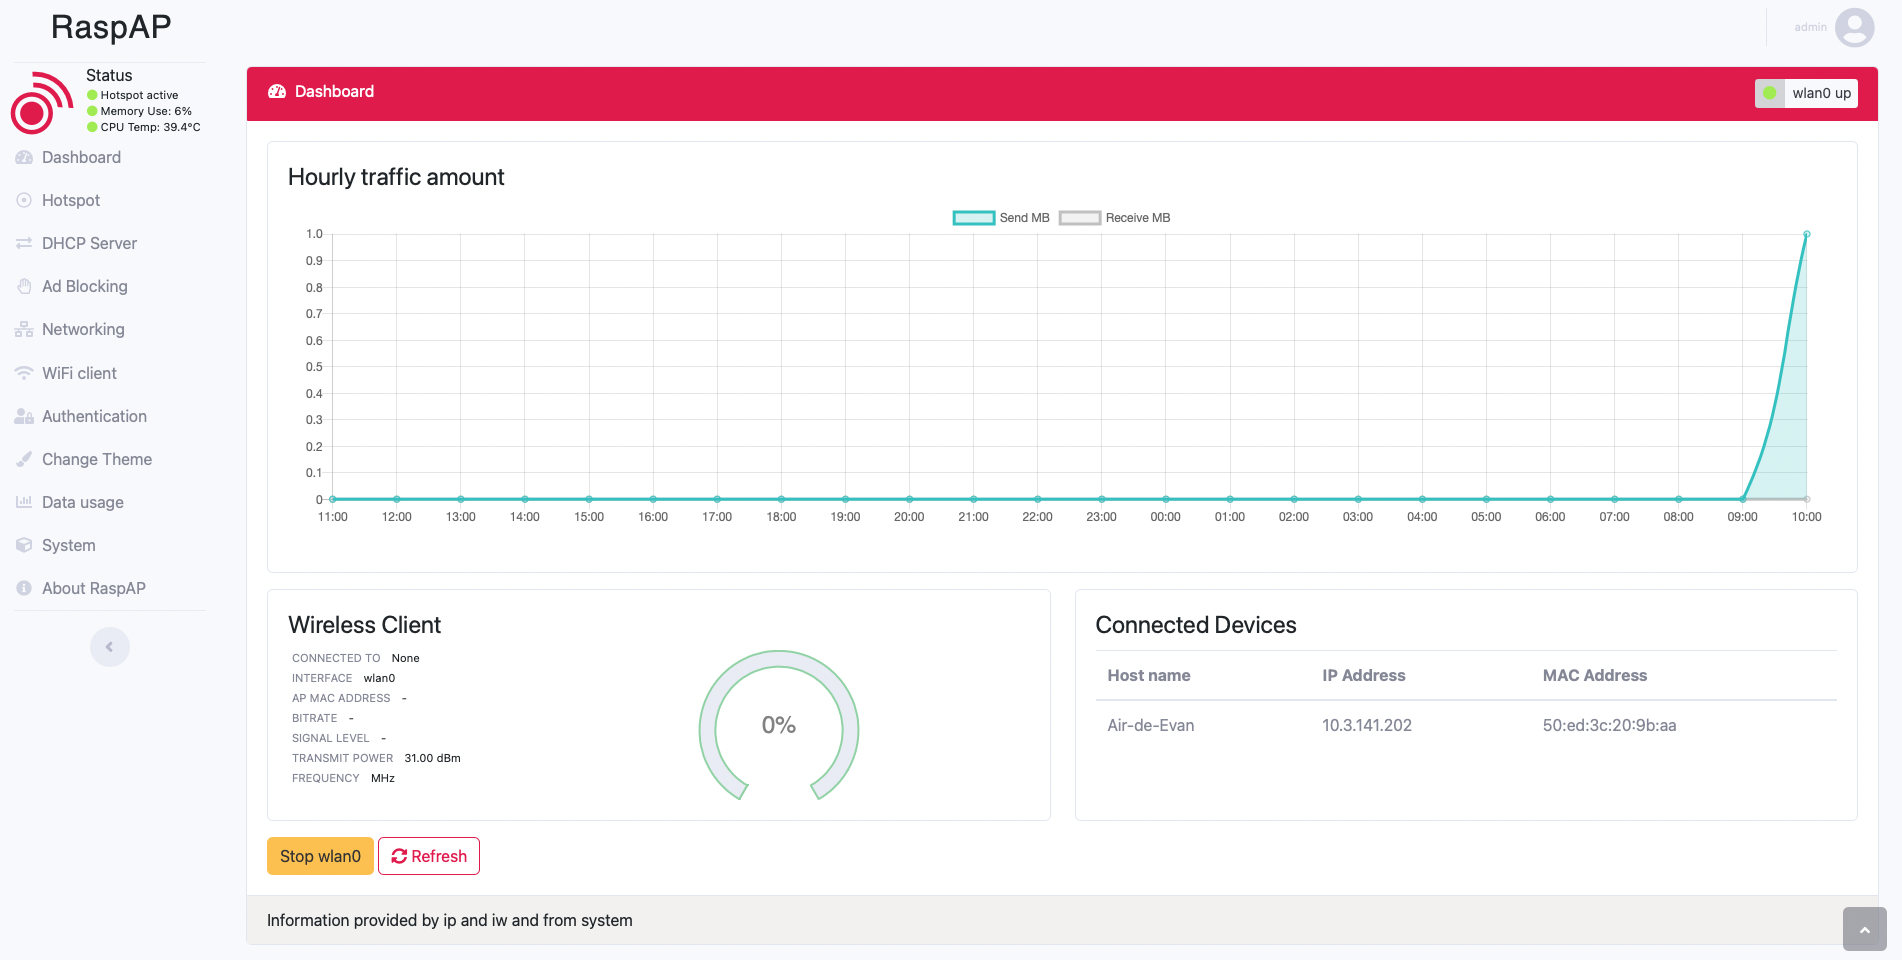 RaspAP
admin
Status
Hotspot active
Memory Use: 6%
CPU Temp: 39.4°C
Dashboard
Hotspot
DHCP Server
Ad Blocking
Networking
WiFi client
Authentication
Change Theme
Data usage
System
About RaspAP
Dashboard
wlan0 up
Hourly traffic amount
Send MB Receive MB
1.0
0.9
0.8
0.7
0.6
0.5
0.4
0.3
0.2
0.1
0
11:00 12:00 13:00 14:00 15:00 16:00 17:00 18:00 19:00 20:00 21:00 22:00 23:00 00:00 01:00 02:00 03:00 04:00 05:00 06:00 07:00 08:00 09:00 10:00
Wireless Client
CONNECTED TO None
INTERFACE wlan0
AP MAC ADDRESS -
BITRATE -
SIGNAL LEVEL -
TRANSMIT POWER 31.00 dBm
FREQUENCY MHz
0%
Connected Devices
Host name IP Address MAC Address
Air-de-Evan 10.3.141.202 50:ed:3c:20:9b:aa
Stop wlan0 Refresh
Information provided by ip and iw and from system